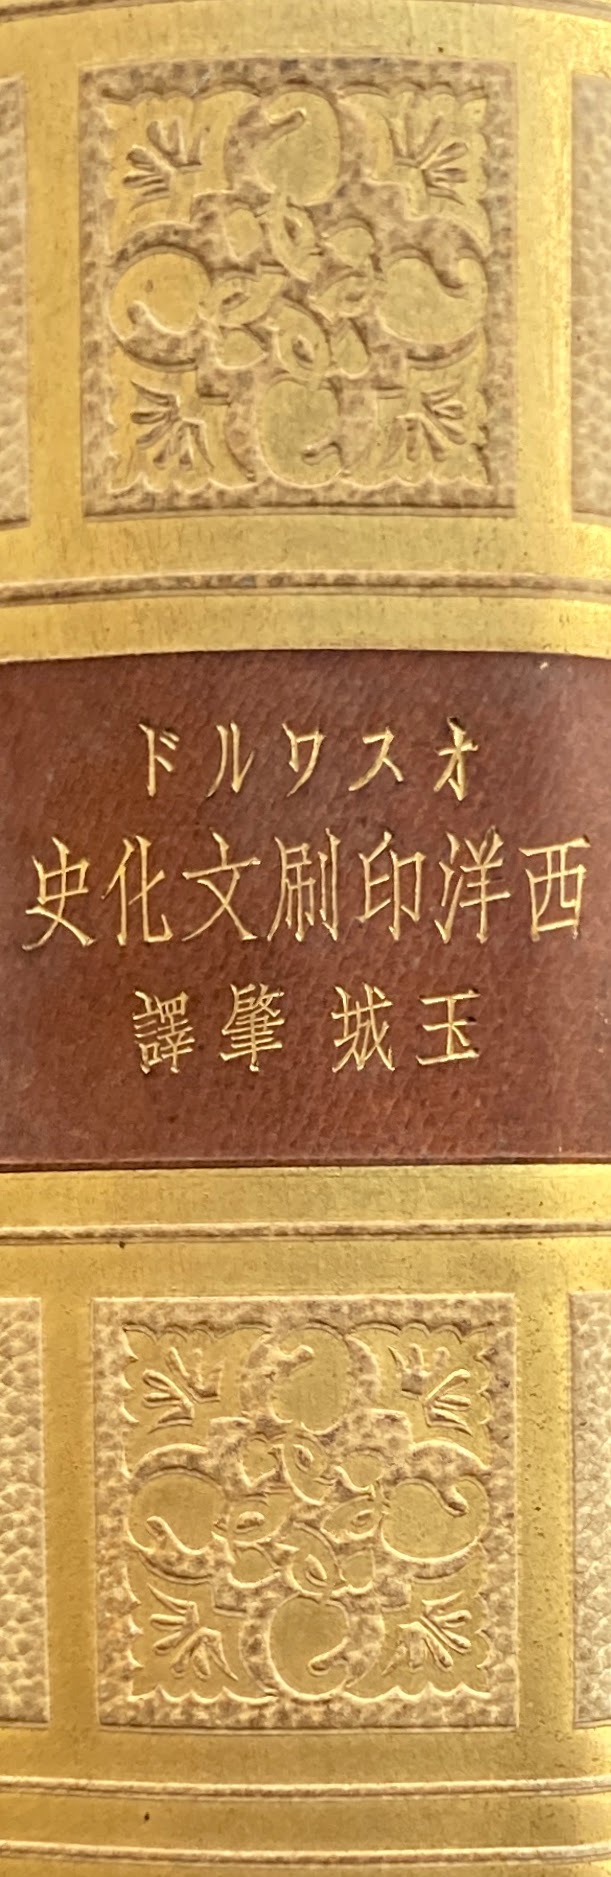 オスワルド
西洋印刷文化史
玉城 肇譯